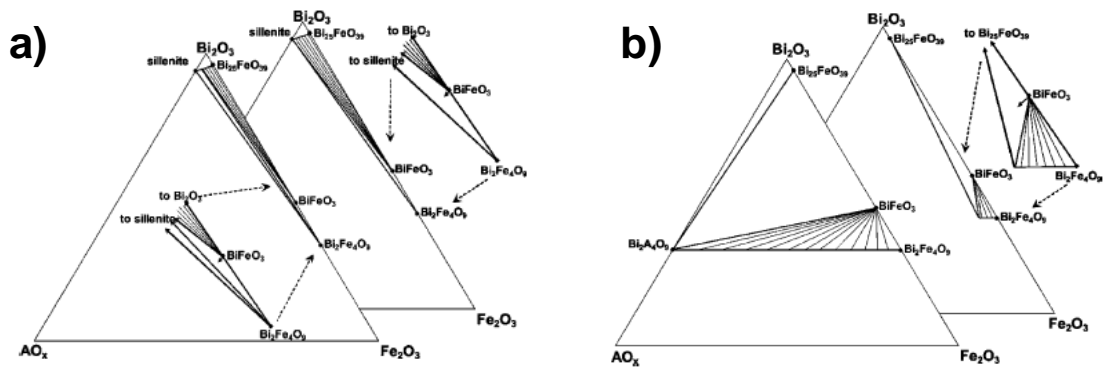 a)
Bi₂O₃
sillenite
Bi₂₅FeO₃₉
to Bi₂O₃
to sillenite
BiFeO₃
Bi₂Fe₄O₉
BiFeO₃
Bi₂Fe₄O₉
Fe₂O₃
Bi₂O₃
sillenite
Bi₂₅FeO₃₉
to Bi₂O₃
to sillenite
BiFeO₃
BiFeO₃
Bi₂Fe₄O₉
Bi₂Fe₄O₉
AOₓ
Fe₂O₃
b)
Bi₂O₃
Bi₂₅FeO₃₉
to Bi₂₅FeO₃₉
BiFeO₃
Bi₂Fe₄O₉
BiFeO₃
Bi₂Fe₄O₉
Fe₂O₃
Bi₂O₃
Bi₂₅FeO₃₉
BiFeO₃
Bi₂A₄O₉
Bi₂Fe₄O₉
AOₓ
Fe₂O₃